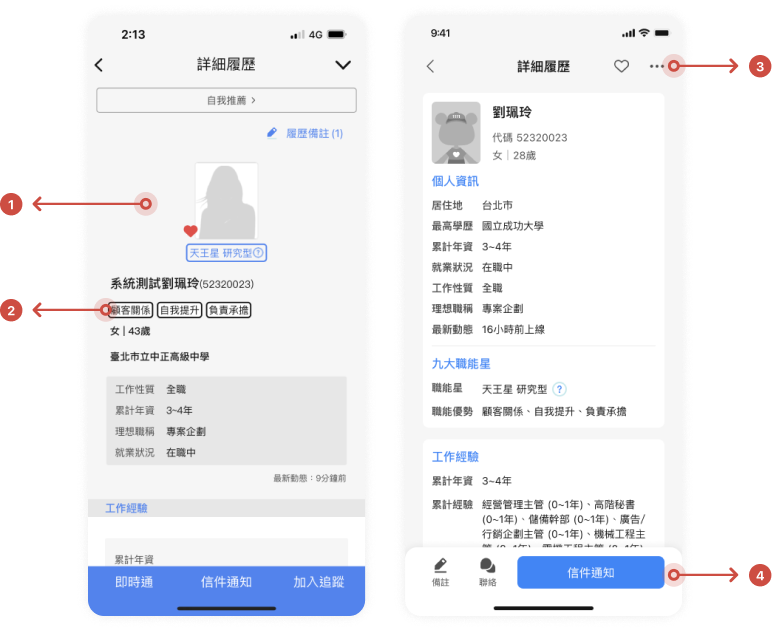 2:13
4G
詳細履歷
自我推薦 >
履歷備註 (1)
1
天王星 研究型?
系統測試劉珮玲(52320023)
2
顧客關係 自我提升 負責承擔
女 | 43歲
臺北市立中正高級中學
工作性質 全職
累計年資 3~4年
理想職稱 專案企劃
就業狀況 在職中
最新動態：9分鐘前
工作經驗
累計年資
即時通 信件通知 加入追蹤
9:41
詳細履歷
3
劉珮玲
代碼 52320023
女｜28歲
個人資訊
居住地 台北市
最高學歷 國立成功大學
累計年資 3~4年
就業狀況 在職中
工作性質 全職
理想職稱 專案企劃
最新動態 16小時前上線
九大職能星
職能星 天王星 研究型 ?
職能優勢 顧客關係、自我提升、負責承擔
工作經驗
累計年資 3~4年
累計經驗 經營管理主管 (0~1年)、高階秘書
(0~1年)、儲備幹部 (0~1年)、廣告/
行銷企劃主管 (0~1年)、機械工程主
備註 聯絡 信件通知
4